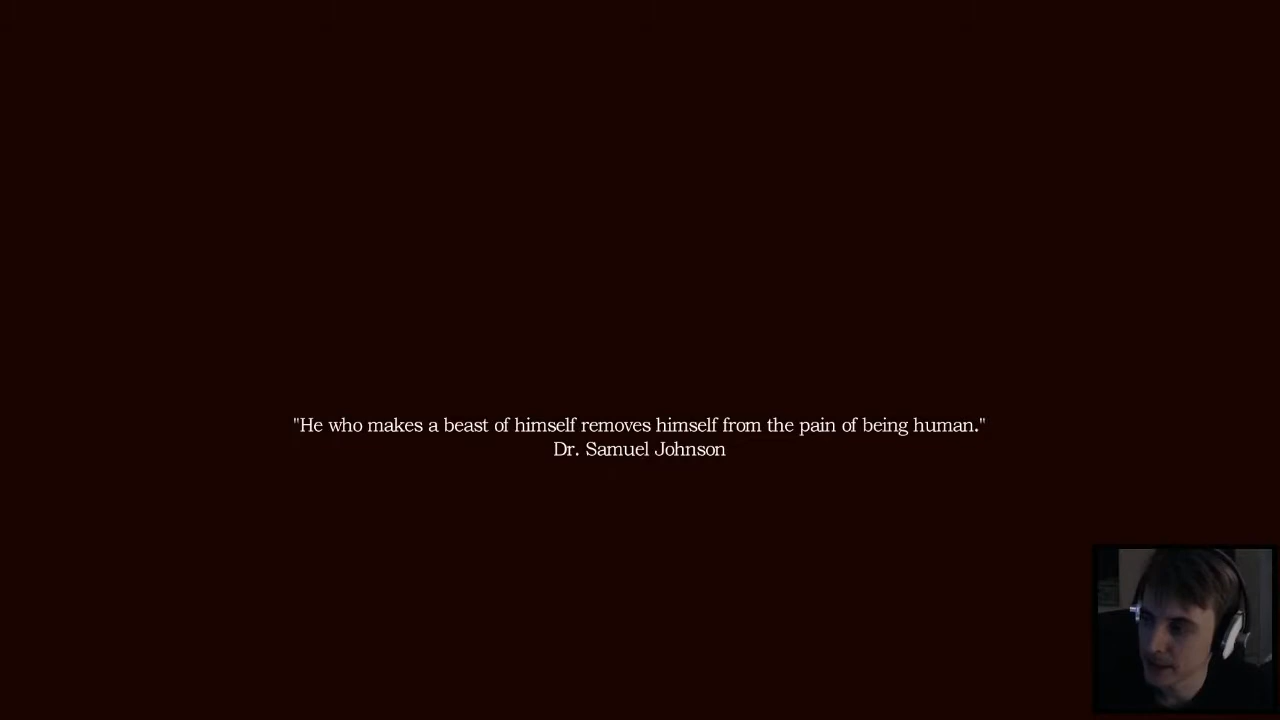 "He who makes a beast of himself removes himself from the pain of being human."
Dr. Samuel Johnson